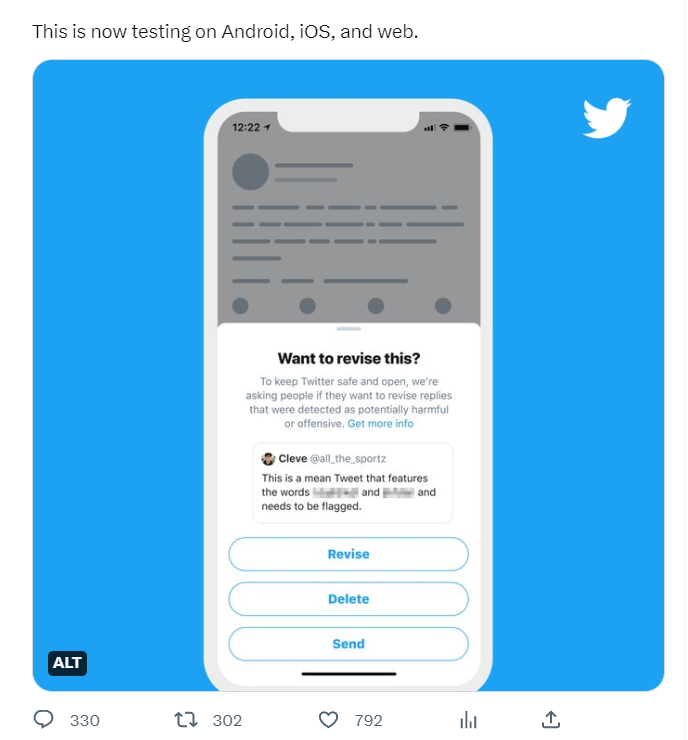 This is now testing on Android, iOS, and web.
12:22
Want to revise this?
To keep Twitter safe and open, we're
asking people if they want to revise replies
that were detected as potentially harmful
or offensive. Get more info
Cleve @all_the_sportz
This is a mean Tweet that features
the words and and
needs to be flagged.
Revise
Delete
Send
ALT
330 302 792